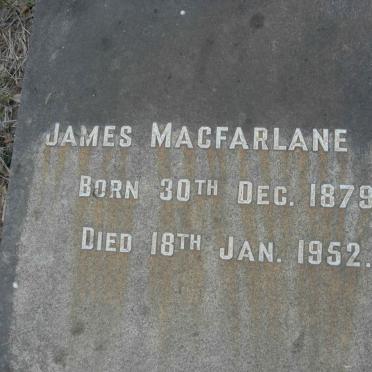 JAMES MACFARLANE
BORN 30TH DEC. 1879
DIED 18TH JAN. 1952.